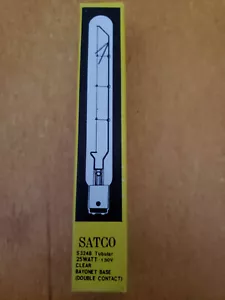 SATCO
S3248 Tubular
25WATT 130V
CLEAR
BAYONET BASE
(DOUBLE CONTACT)